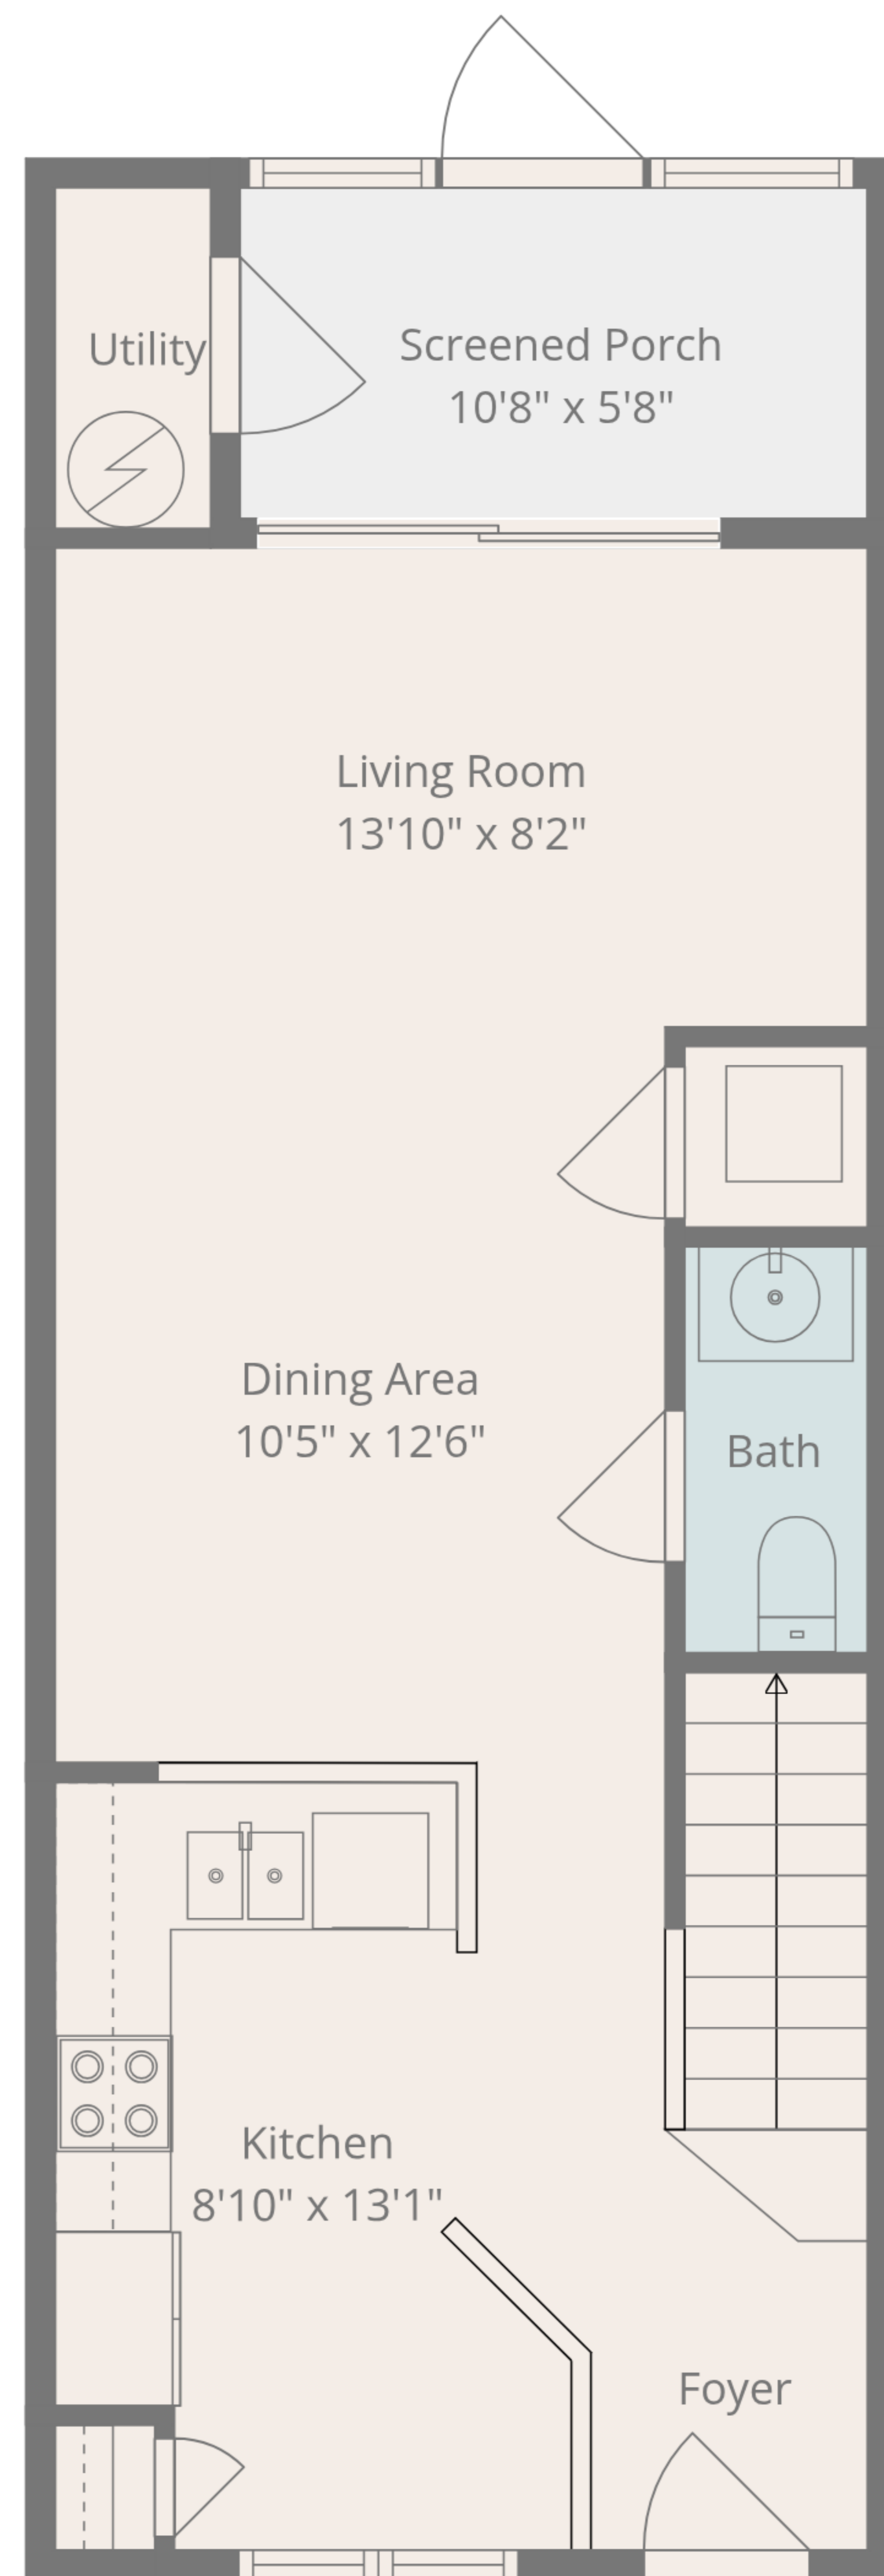 Utility
Screened Porch
10'8" x 5'8"
Living Room
13'10" x 8'2"
Dining Area
10'5" x 12'6"
Bath
Kitchen
8'10" x 13'1"
Foyer